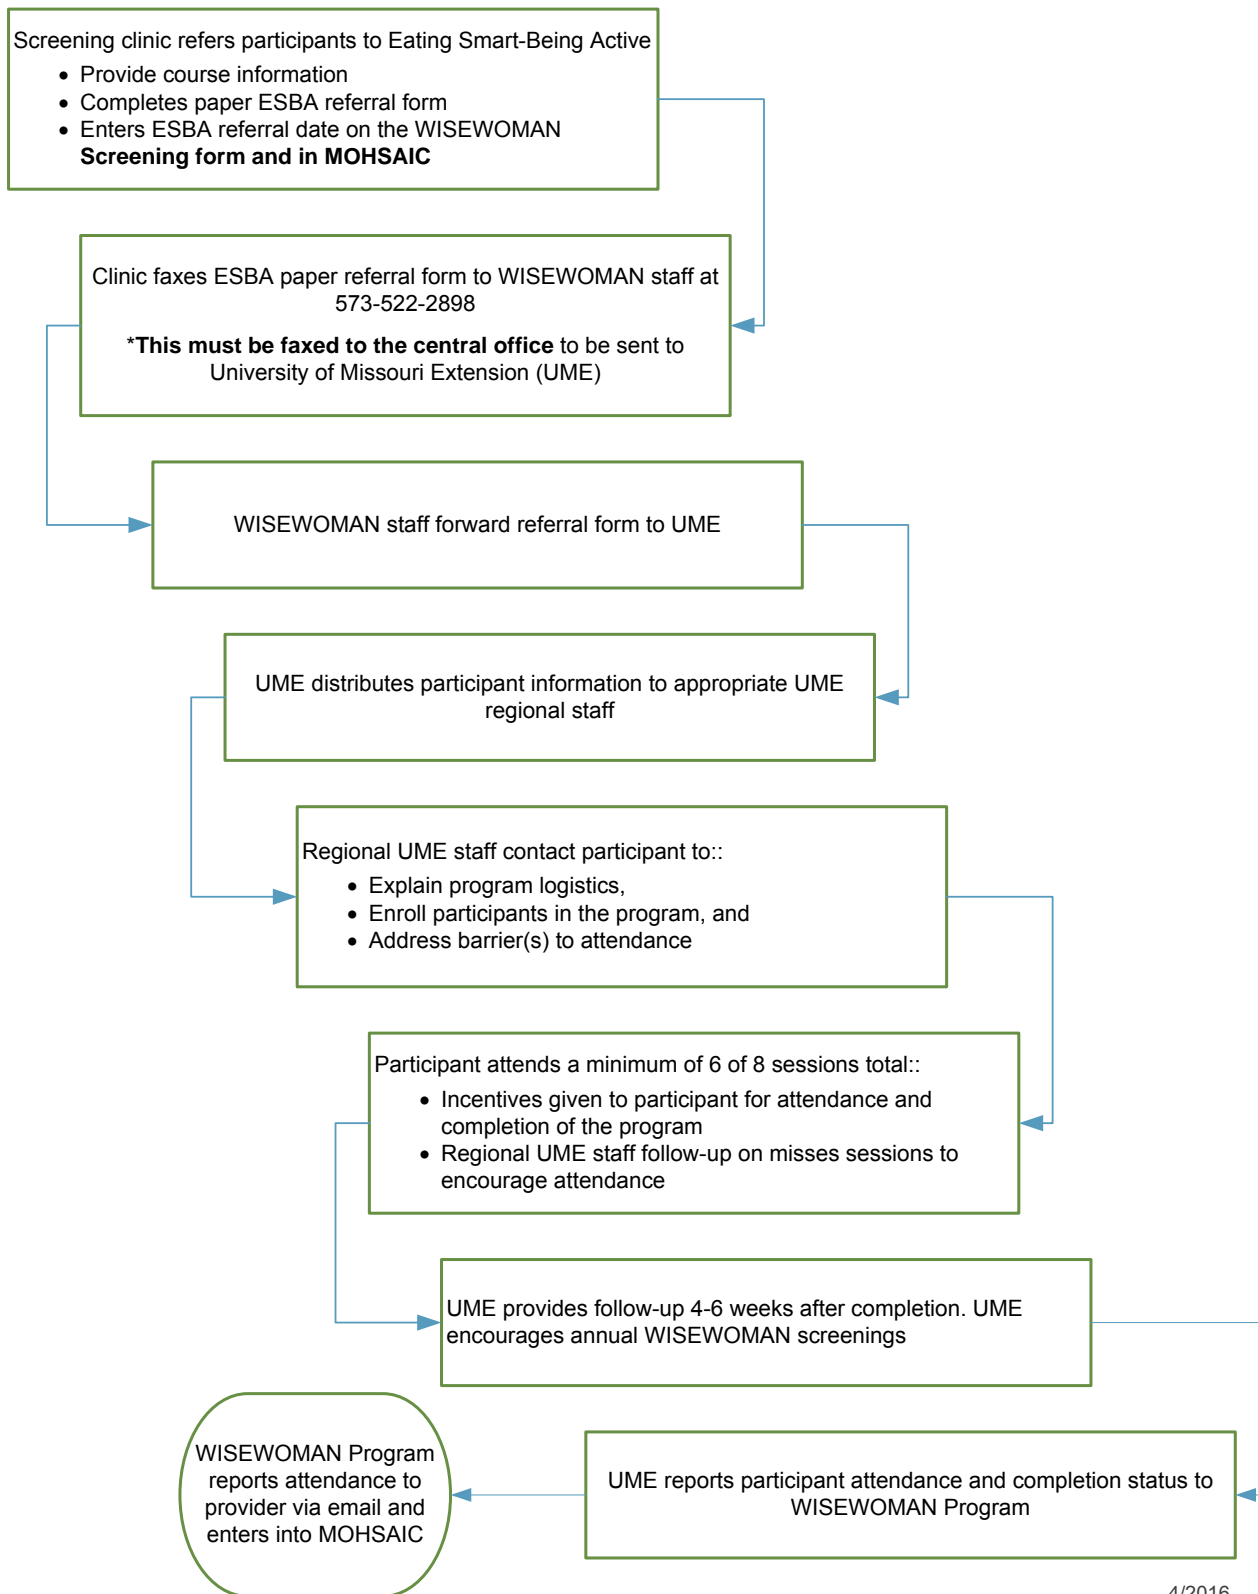 Screening clinic refers participants to Eating Smart-Being Active
• Provide course information
• Completes paper ESBA referral form
• Enters ESBA referral date on the WISEWOMAN
Screening form and in MOHSAIC
Clinic faxes ESBA paper referral form to WISEWOMAN staff at
573-522-2898
*This must be faxed to the central office to be sent to
University of Missouri Extension (UME)
WISEWOMAN staff forward referral form to UME
UME distributes participant information to appropriate UME
regional staff
Regional UME staff contact participant to::
• Explain program logistics,
• Enroll participants in the program, and
• Address barrier(s) to attendance
Participant attends a minimum of 6 of 8 sessions total::
• Incentives given to participant for attendance and
completion of the program
• Regional UME staff follow-up on misses sessions to
encourage attendance
UME provides follow-up 4-6 weeks after completion. UME
encourages annual WISEWOMAN screenings
UME reports participant attendance and completion status to
WISEWOMAN Program
WISEWOMAN Program
reports attendance to
provider via email and
enters into MOHSAIC
4/2016